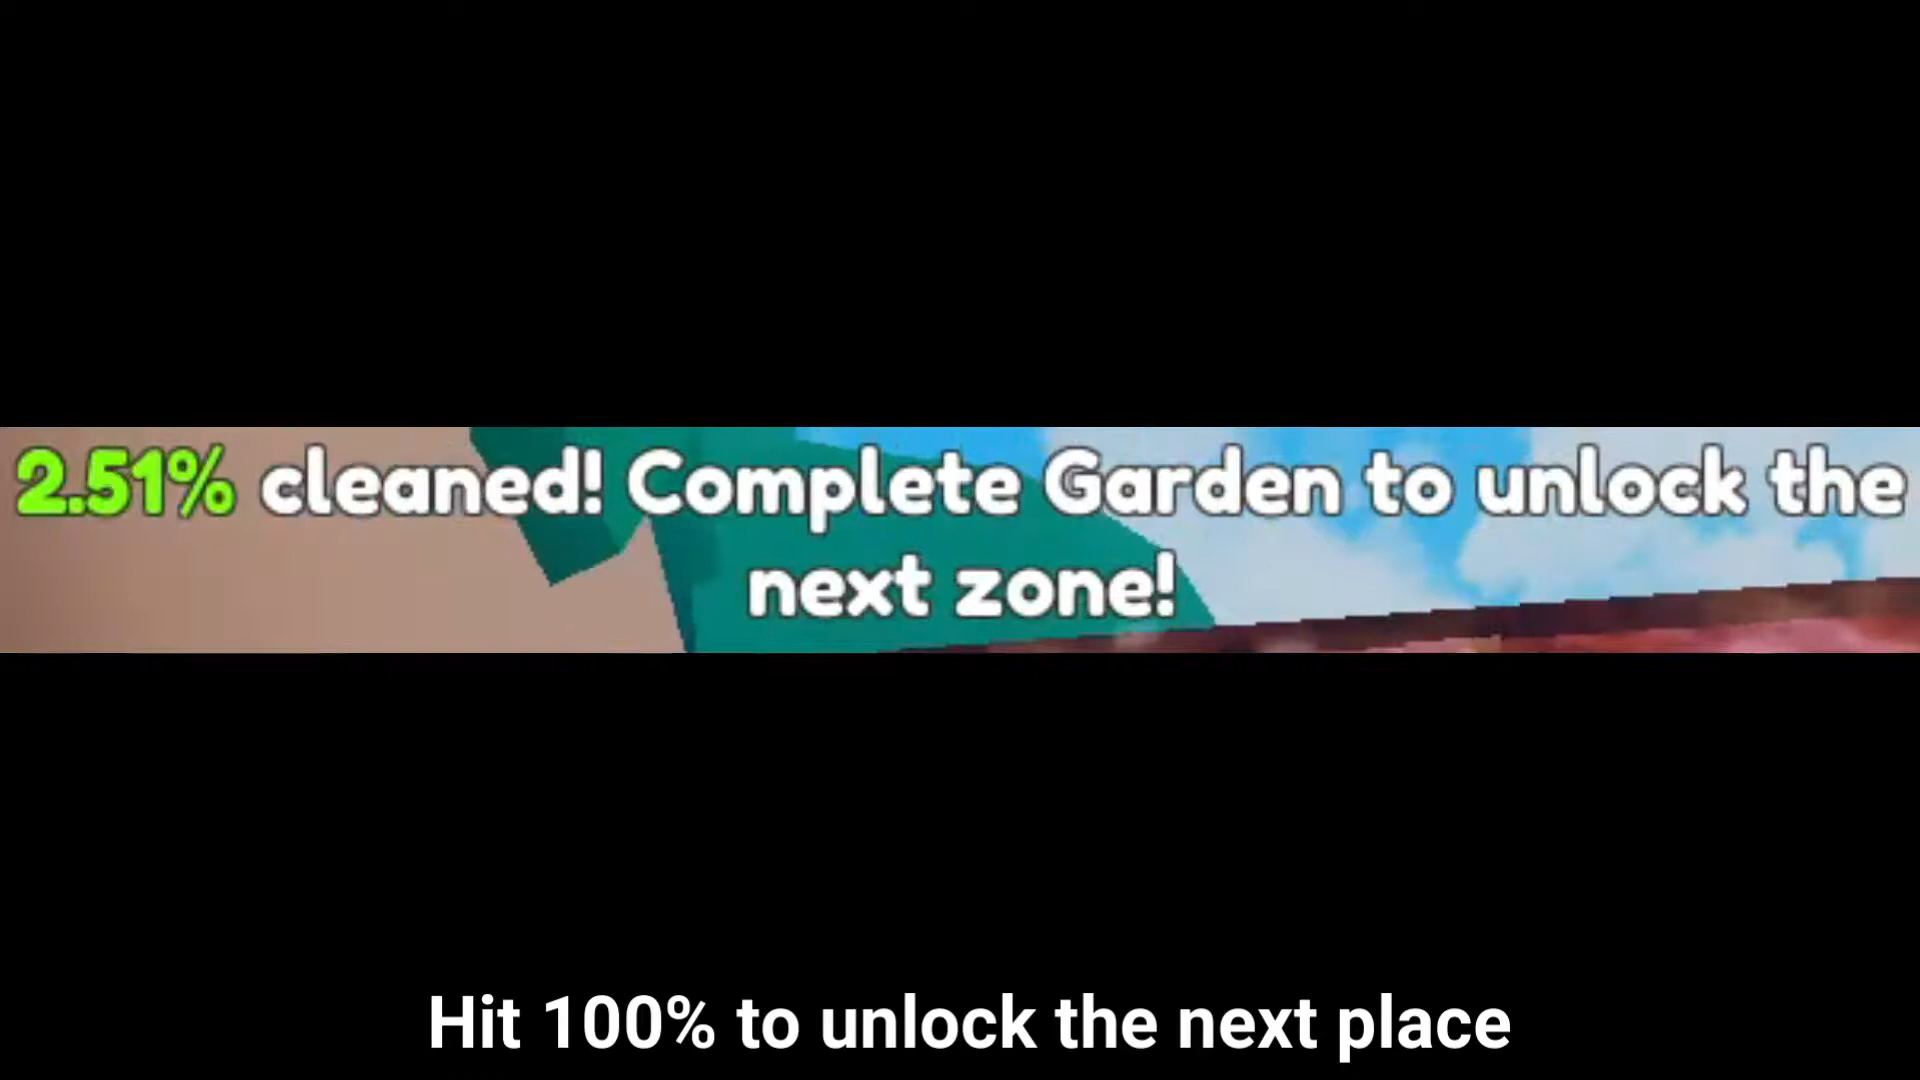 2.51% cleaned! Complete Garden to unlock the
next zone!
Hit 100% to unlock the next place